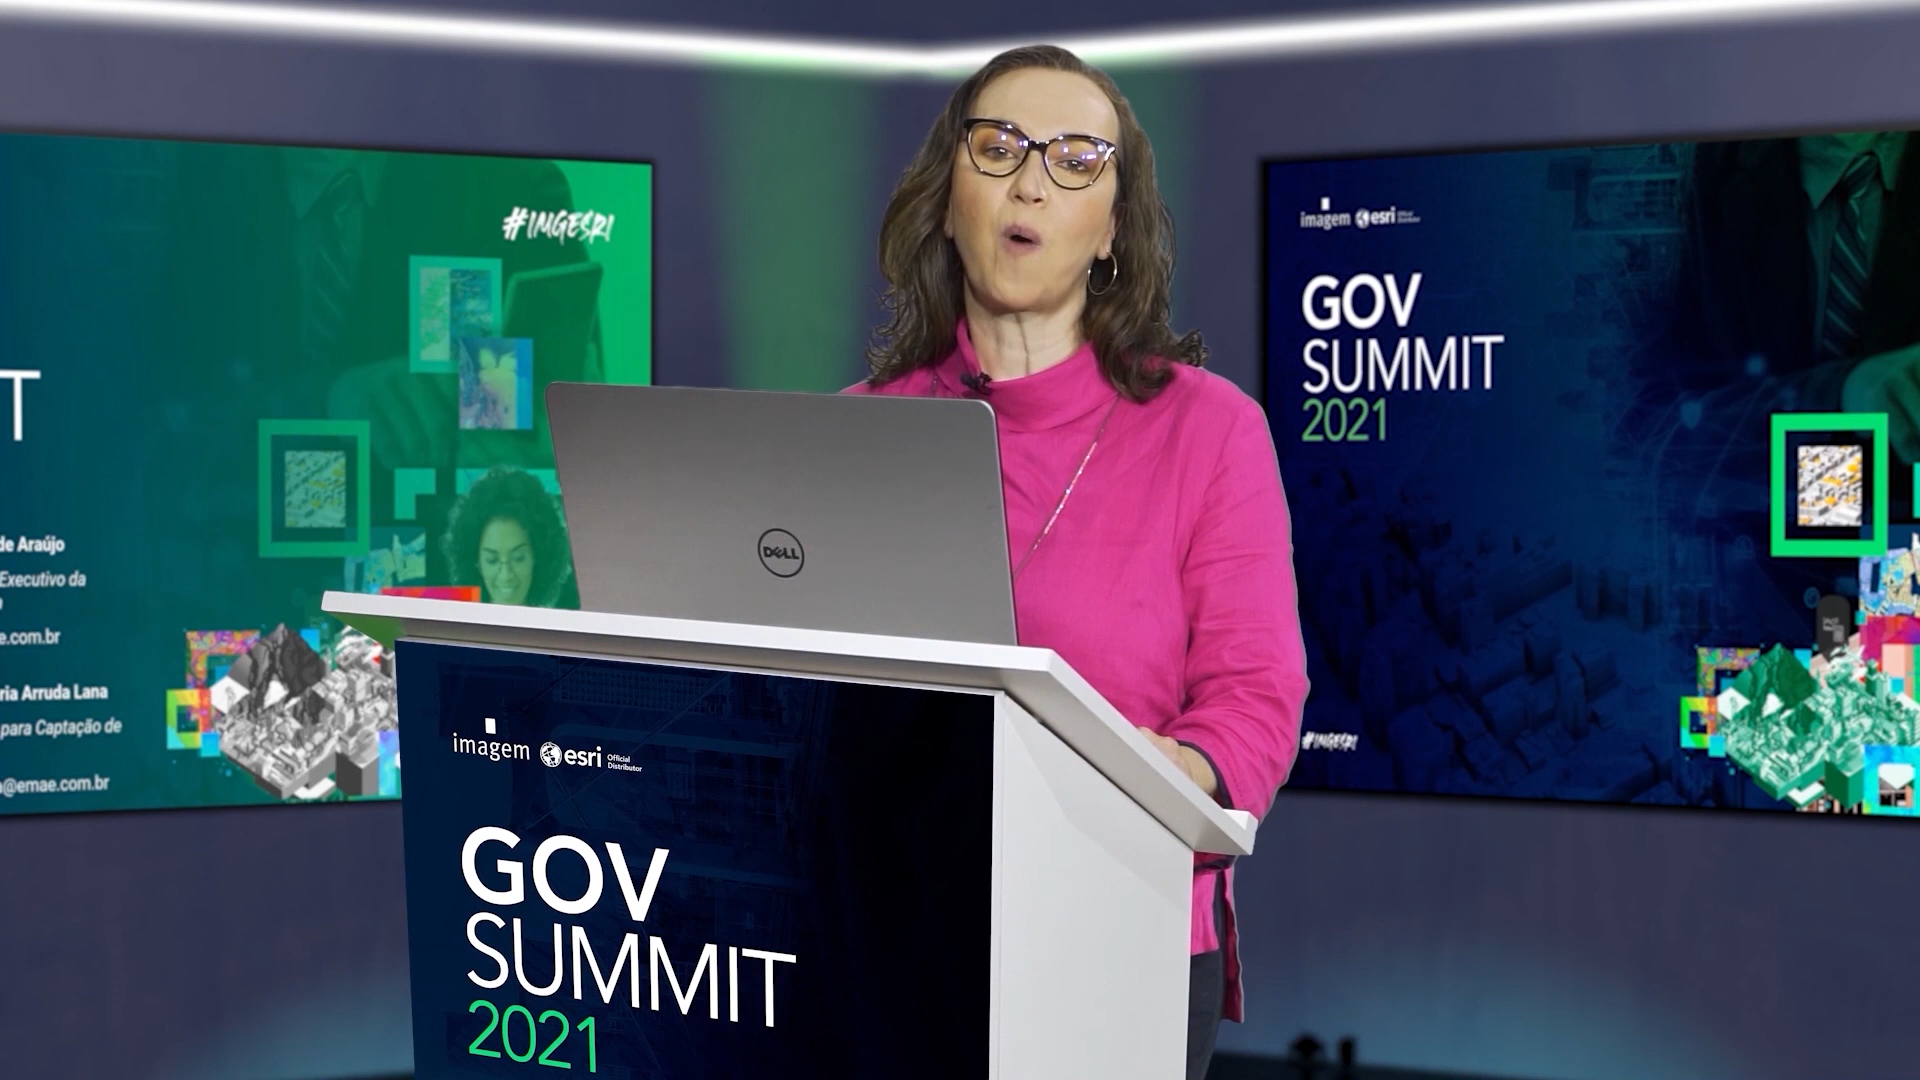 #IMGESRI
T
de Araújo
Executivo da
e.com.br
ria Arruda Lana
para Captação de
@emae.com.br
DELL
imagem esri Official
Distributor
GOV
SUMMIT
2021
imagem esri Official
Distributor
GOV
SUMMIT
2021
#IMGESRI